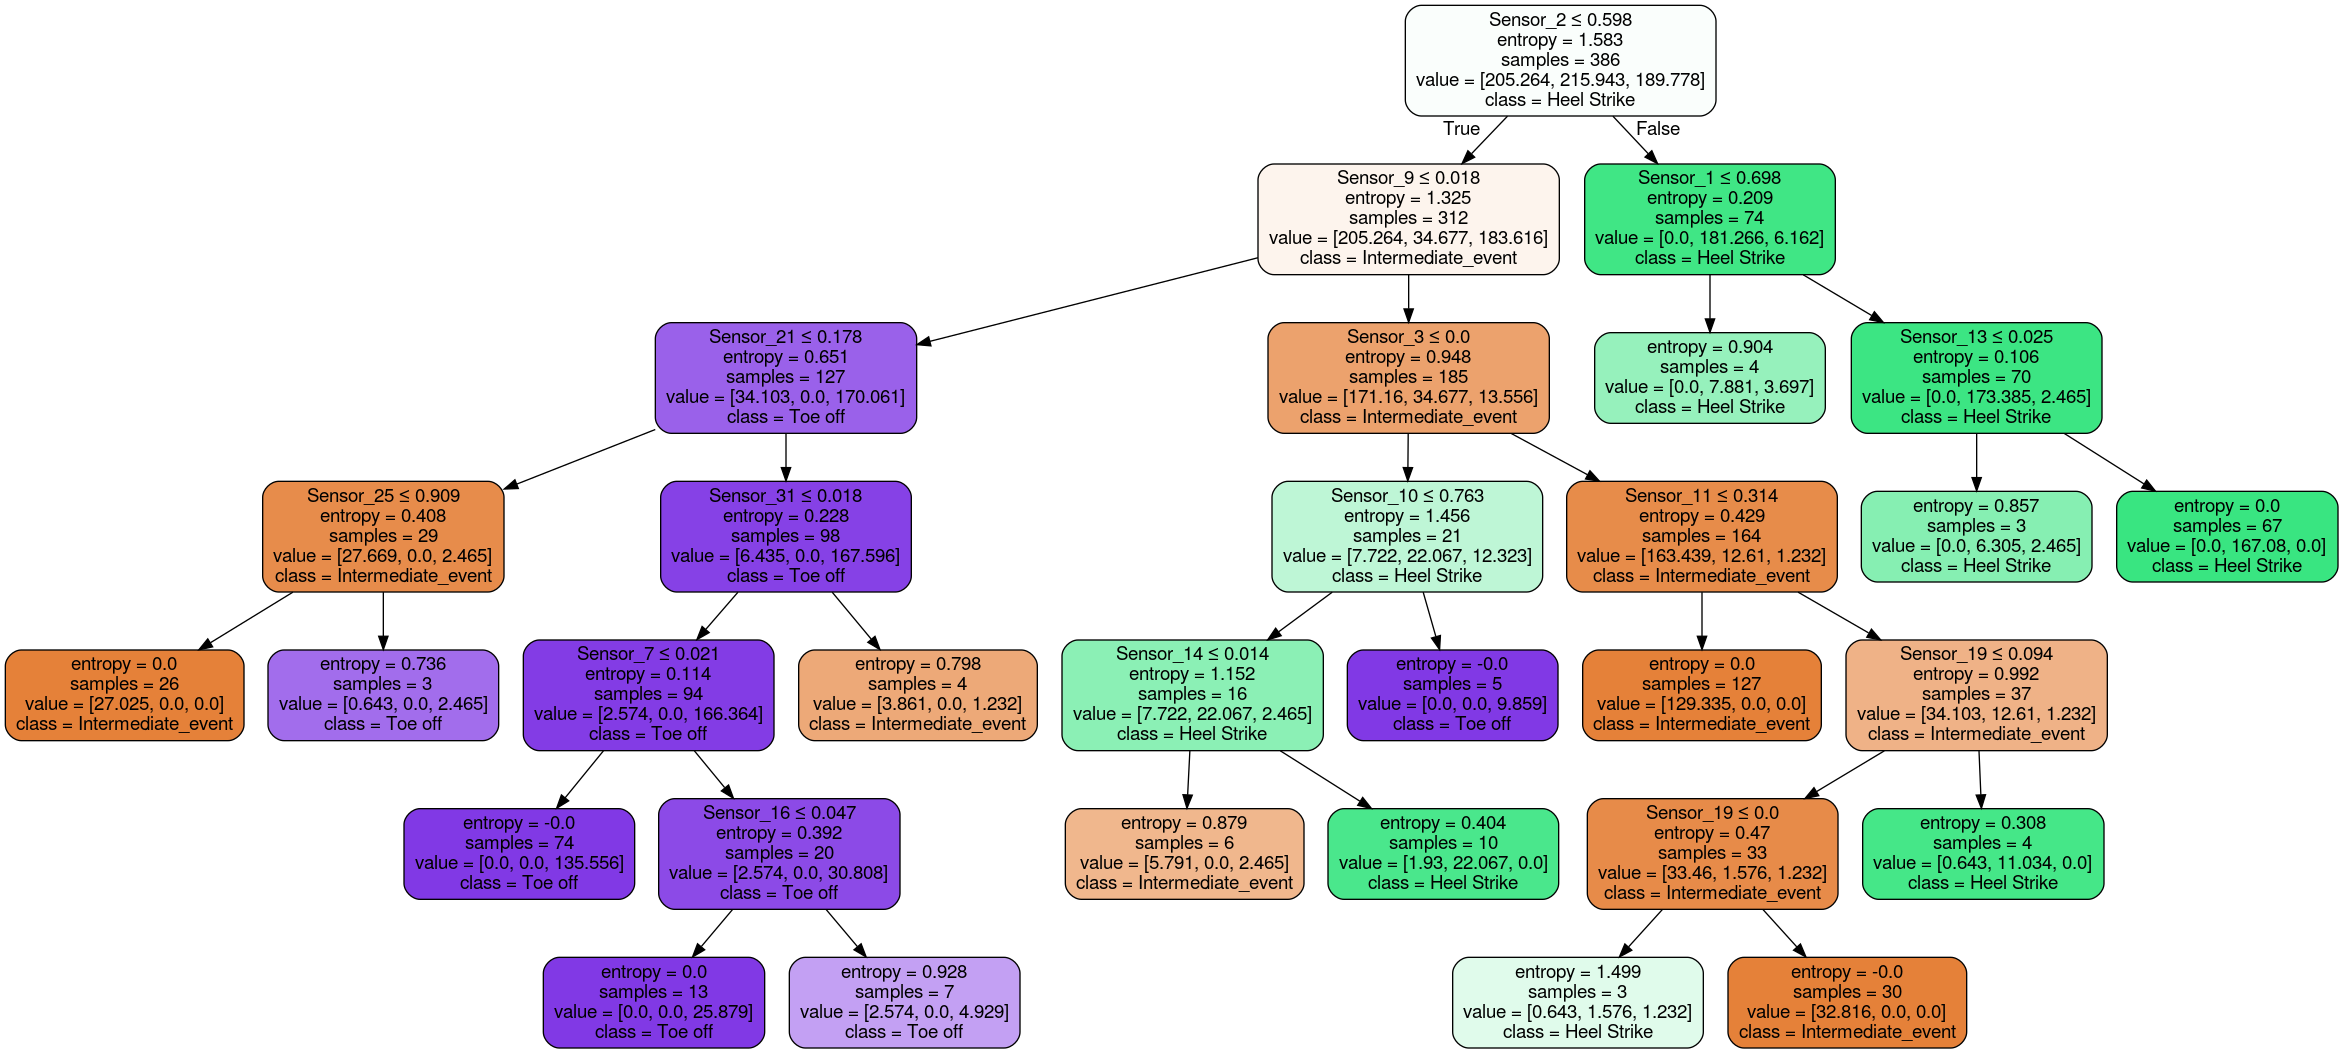 Sensor_2 ≤ 0.598
entropy = 1.583
samples = 386
value = [205.264, 215.943, 189.778]
class = Heel Strike
True
False
Sensor_9 ≤ 0.018
entropy = 1.325
samples = 312
value = [205.264, 34.677, 183.616]
class = Intermediate_event
Sensor_1 ≤ 0.698
entropy = 0.209
samples = 74
value = [0.0, 181.266, 6.162]
class = Heel Strike
Sensor_21 ≤ 0.178
entropy = 0.651
samples = 127
value = [34.103, 0.0, 170.061]
class = Toe off
Sensor_3 ≤ 0.0
entropy = 0.948
samples = 185
value = [171.16, 34.677, 13.556]
class = Intermediate_event
entropy = 0.904
samples = 4
value = [0.0, 7.881, 3.697]
class = Heel Strike
Sensor_13 ≤ 0.025
entropy = 0.106
samples = 70
value = [0.0, 173.385, 2.465]
class = Heel Strike
Sensor_25 ≤ 0.909
entropy = 0.408
samples = 29
value = [27.669, 0.0, 2.465]
class = Intermediate_event
Sensor_31 ≤ 0.018
entropy = 0.228
samples = 98
value = [6.435, 0.0, 167.596]
class = Toe off
Sensor_10 ≤ 0.763
entropy = 1.456
samples = 21
value = [7.722, 22.067, 12.323]
class = Heel Strike
Sensor_11 ≤ 0.314
entropy = 0.429
samples = 164
value = [163.439, 12.61, 1.232]
class = Intermediate_event
entropy = 0.857
samples = 3
value = [0.0, 6.305, 2.465]
class = Heel Strike
entropy = 0.0
samples = 67
value = [0.0, 167.08, 0.0]
class = Heel Strike
entropy = 0.0
samples = 26
value = [27.025, 0.0, 0.0]
class = Intermediate_event
entropy = 0.736
samples = 3
value = [0.643, 0.0, 2.465]
class = Toe off
Sensor_7 ≤ 0.021
entropy = 0.114
samples = 94
value = [2.574, 0.0, 166.364]
class = Toe off
entropy = 0.798
samples = 4
value = [3.861, 0.0, 1.232]
class = Intermediate_event
Sensor_14 ≤ 0.014
entropy = 1.152
samples = 16
value = [7.722, 22.067, 2.465]
class = Heel Strike
entropy = -0.0
samples = 5
value = [0.0, 0.0, 9.859]
class = Toe off
entropy = 0.0
samples = 127
value = [129.335, 0.0, 0.0]
class = Intermediate_event
Sensor_19 ≤ 0.094
entropy = 0.992
samples = 37
value = [34.103, 12.61, 1.232]
class = Intermediate_event
entropy = -0.0
samples = 74
value = [0.0, 0.0, 135.556]
class = Toe off
Sensor_16 ≤ 0.047
entropy = 0.392
samples = 20
value = [2.574, 0.0, 30.808]
class = Toe off
entropy = 0.879
samples = 6
value = [5.791, 0.0, 2.465]
class = Intermediate_event
entropy = 0.404
samples = 10
value = [1.93, 22.067, 0.0]
class = Heel Strike
Sensor_19 ≤ 0.0
entropy = 0.47
samples = 33
value = [33.46, 1.576, 1.232]
class = Intermediate_event
entropy = 0.308
samples = 4
value = [0.643, 11.034, 0.0]
class = Heel Strike
entropy = 0.0
samples = 13
value = [0.0, 0.0, 25.879]
class = Toe off
entropy = 0.928
samples = 7
value = [2.574, 0.0, 4.929]
class = Toe off
entropy = 1.499
samples = 3
value = [0.643, 1.576, 1.232]
class = Heel Strike
entropy = -0.0
samples = 30
value = [32.816, 0.0, 0.0]
class = Intermediate_event